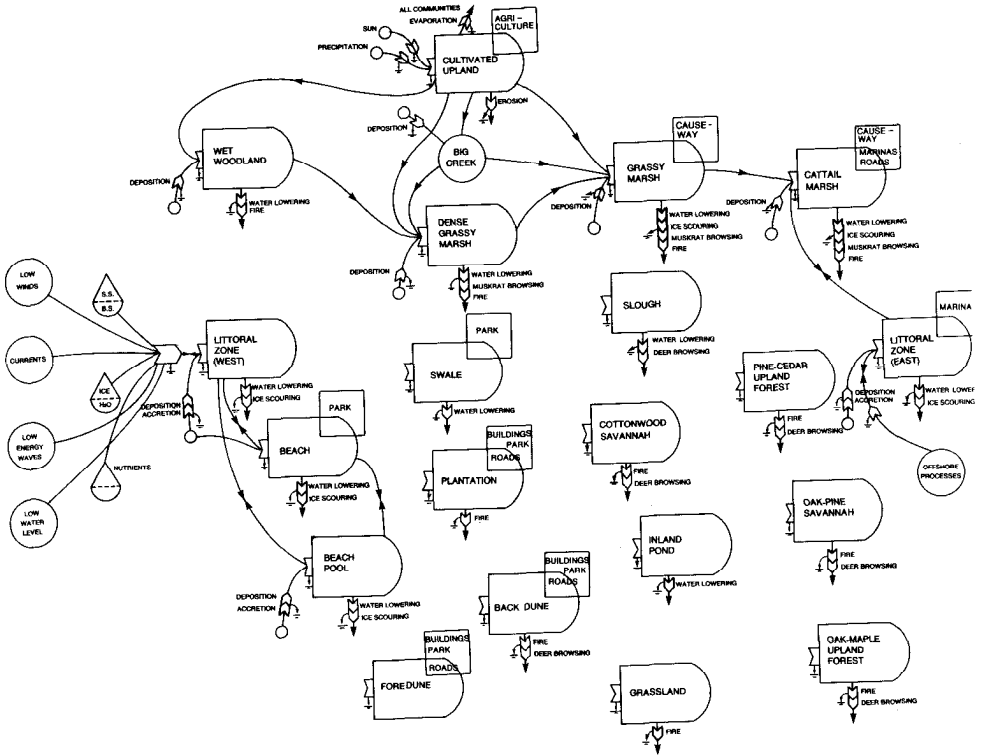 ALL COMMUNITIES
EVAPORATION
SUN
PRECIPITATION
AGRI -
CULTURE
CULTIVATED
UPLAND
EROSION
DEPOSITION
BIG
CREEK
WET
WOODLAND
DEPOSITION
WATER LOWERING
FIRE
CAUSE -
WAY
GRASSY
MARSH
DEPOSITION
WATER LOWERING
ICE SCOURING
MUSKRAT BROWSING
FIRE
CAUSE -
WAY
MARINAS
ROADS
CATTAIL
MARSH
DEPOSITION
WATER LOWERING
ICE SCOURING
MUSKRAT BROWSING
FIRE
DENSE
GRASSY
MARSH
DEPOSITION
WATER LOWERING
MUSKRAT BROWSING
FIRE
LOW
WINDS
S.S.
B.S.
CURRENTS
ICE
H2O
LOW
ENERGY
WAVES
NUTRIENTS
LOW
WATER
LEVEL
LITTORAL
ZONE
(WEST)
DEPOSITION
ACCRETION
WATER LOWERING
ICE SCOURING
PARK
BEACH
WATER LOWERING
ICE SCOURING
BEACH
POOL
DEPOSITION
ACCRETION
WATER LOWERING
ICE SCOURING
PARK
SWALE
WATER LOWERING
SLOUGH
WATER LOWERING
DEER BROWSING
PINE-CEDAR
UPLAND
FOREST
FIRE
DEER BROWSING
MARINA
LITTORAL
ZONE
(EAST)
DEPOSITION
ACCRETION
WATER LOWER
ICE SCOURING
OFFSHORE
PROCESSES
BUILDINGS
PARK
ROADS
PLANTATION
FIRE
COTTONWOOD
SAVANNAH
FIRE
DEER BROWSING
OAK-PINE
SAVANNAH
FIRE
DEER BROWSING
INLAND
POND
WATER LOWERING
BUILDINGS
PARK
ROADS
BACK DUNE
FIRE
DEER BROWSING
BUILDINGS
PARK
ROADS
FOREDUNE
GRASSLAND
FIRE
OAK-MAPLE
UPLAND
FOREST
FIRE
DEER BROWSING